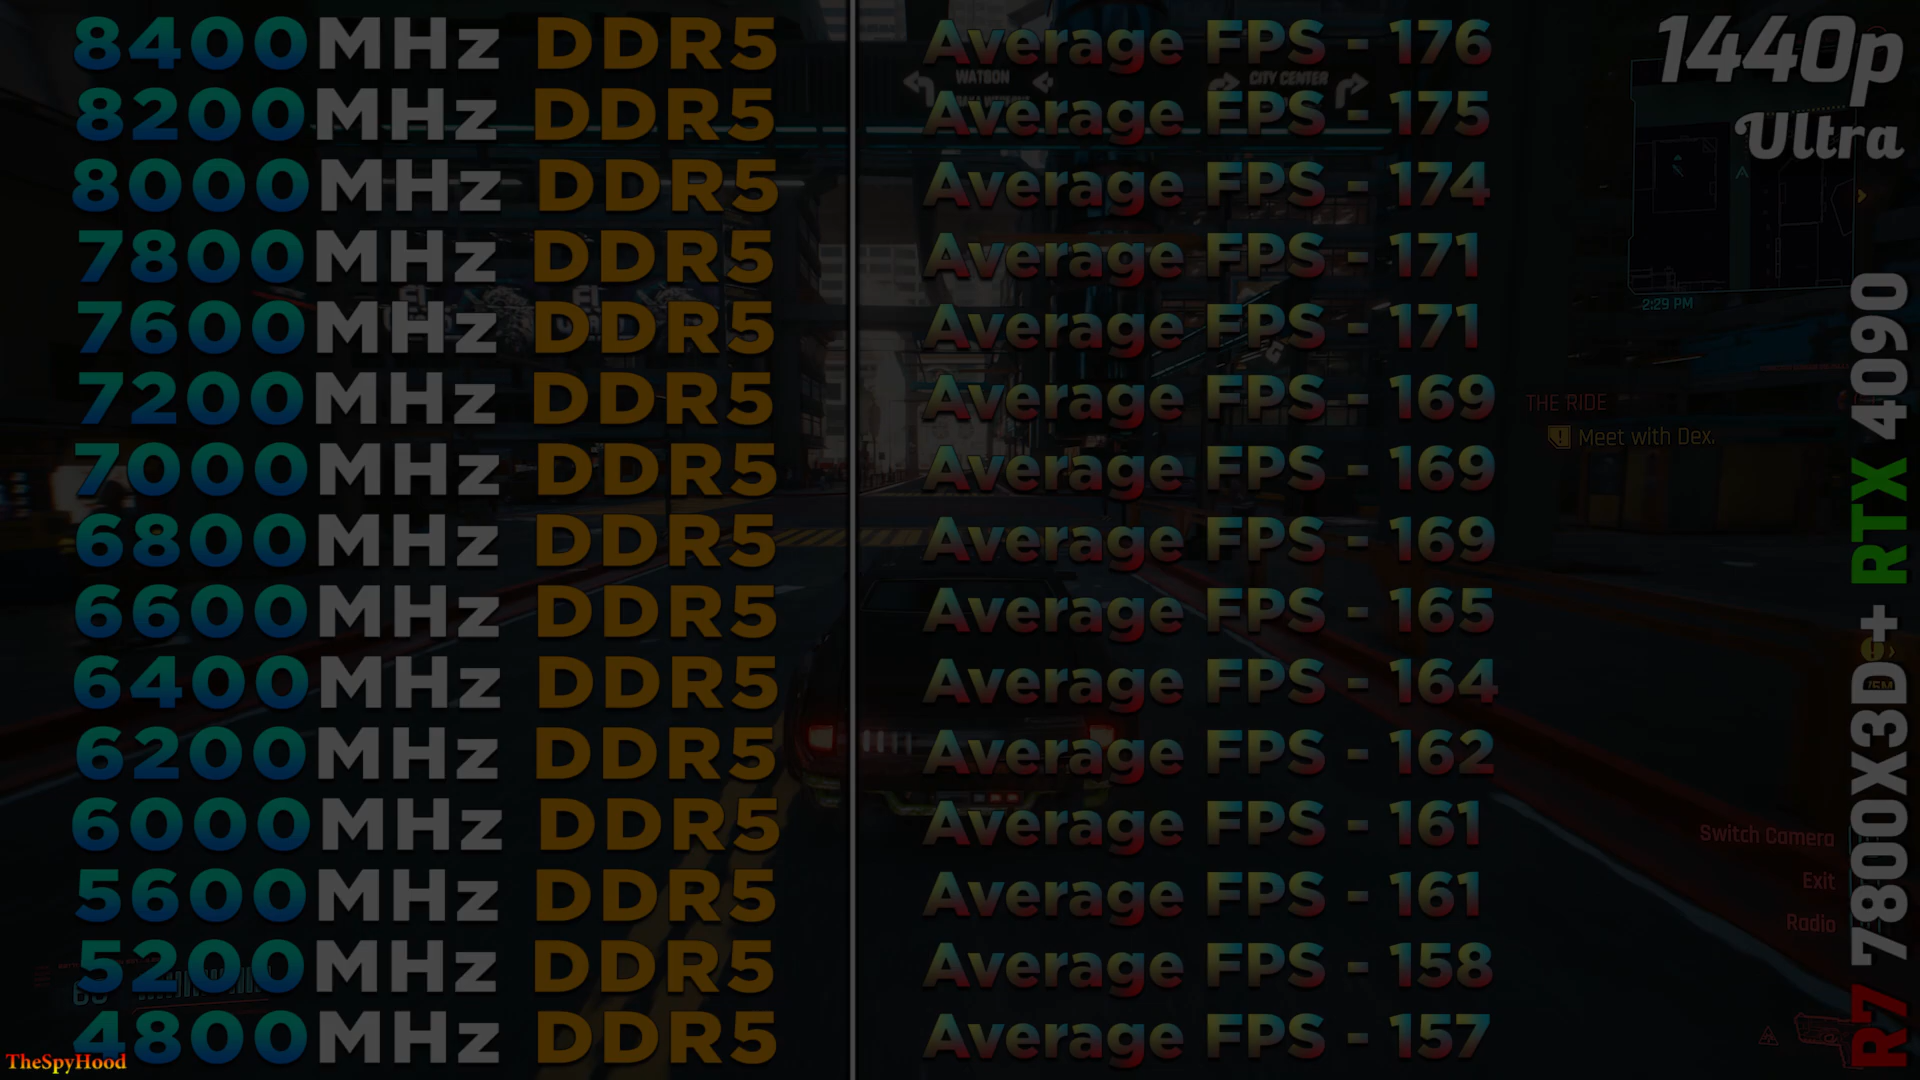 8400MHz DDR5 Average FPS - 176
8200MHz DDR5 Average FPS - 175
8000MHz DDR5 Average FPS - 174
7800MHz DDR5 Average FPS - 171
7600MHz DDR5 Average FPS - 171
7200MHz DDR5 Average FPS - 169
7000MHz DDR5 Average FPS - 169
6800MHz DDR5 Average FPS - 169
6600MHz DDR5 Average FPS - 165
6400MHz DDR5 Average FPS - 164
6200MHz DDR5 Average FPS - 162
6000MHz DDR5 Average FPS - 161
5600MHz DDR5 Average FPS - 161
5200MHz DDR5 Average FPS - 158
4800MHz DDR5 Average FPS - 157
1440p
Ultra
R7 7800X3D+ RTX 4090
WATSON
CITY CENTER
2:29 PM
THE RIDE
Meet with Dex.
Switch Camera
Exit
Radio
TheSpyHood